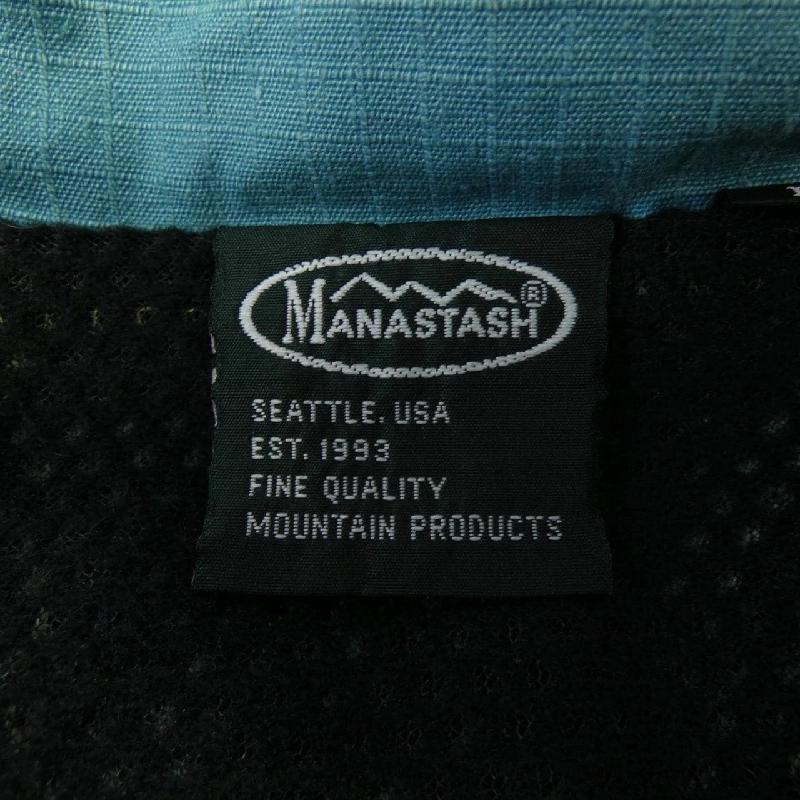 MANASTASH®
SEATTLE, USA
EST. 1993
FINE QUALITY
MOUNTAIN PRODUCTS